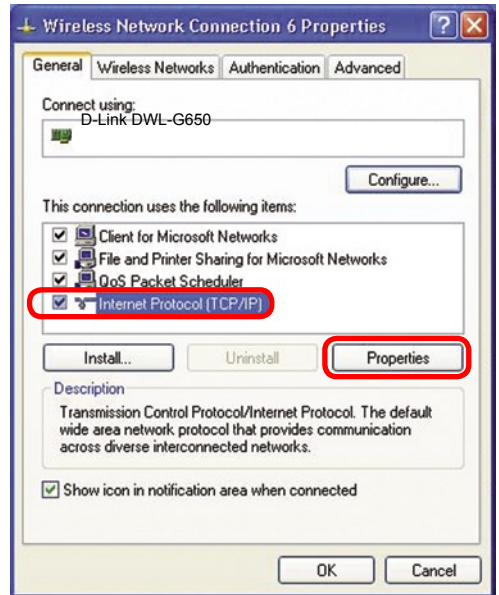 Wireless Network Connection 6 Properties
General Wireless Networks Authentication Advanced
Connect using:
D-Link DWL-G650
Configure...
This connection uses the following items:
Client for Microsoft Networks
File and Printer Sharing for Microsoft Networks
QoS Packet Scheduler
Internet Protocol (TCP/IP)
Install... Uninstall Properties
Description
Transmission Control Protocol/Internet Protocol. The default
wide area network protocol that provides communication
across diverse interconnected networks.
Show icon in notification area when connected
OK Cancel